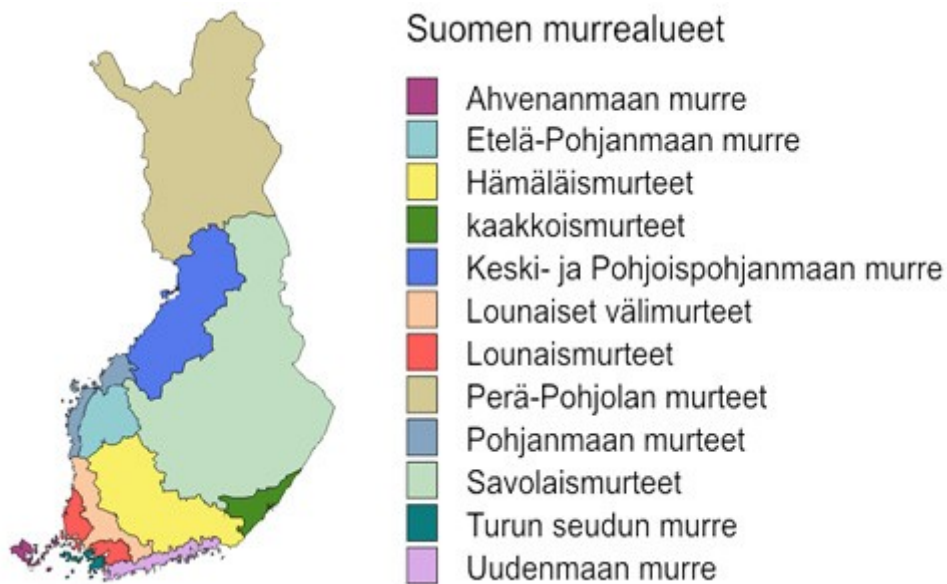 Suomen murrealueet
Ahvenanmaan murre
Etelä-Pohjanmaan murre
Hämäläismurteet
kaakkoismurteet
Keski- ja Pohjoispohjanmaan murre
Lounaiset välimurteet
Lounaismurteet
Perä-Pohjolan murteet
Pohjanmaan murteet
Savolaismurteet
Turun seudun murre
Uudenmaan murre